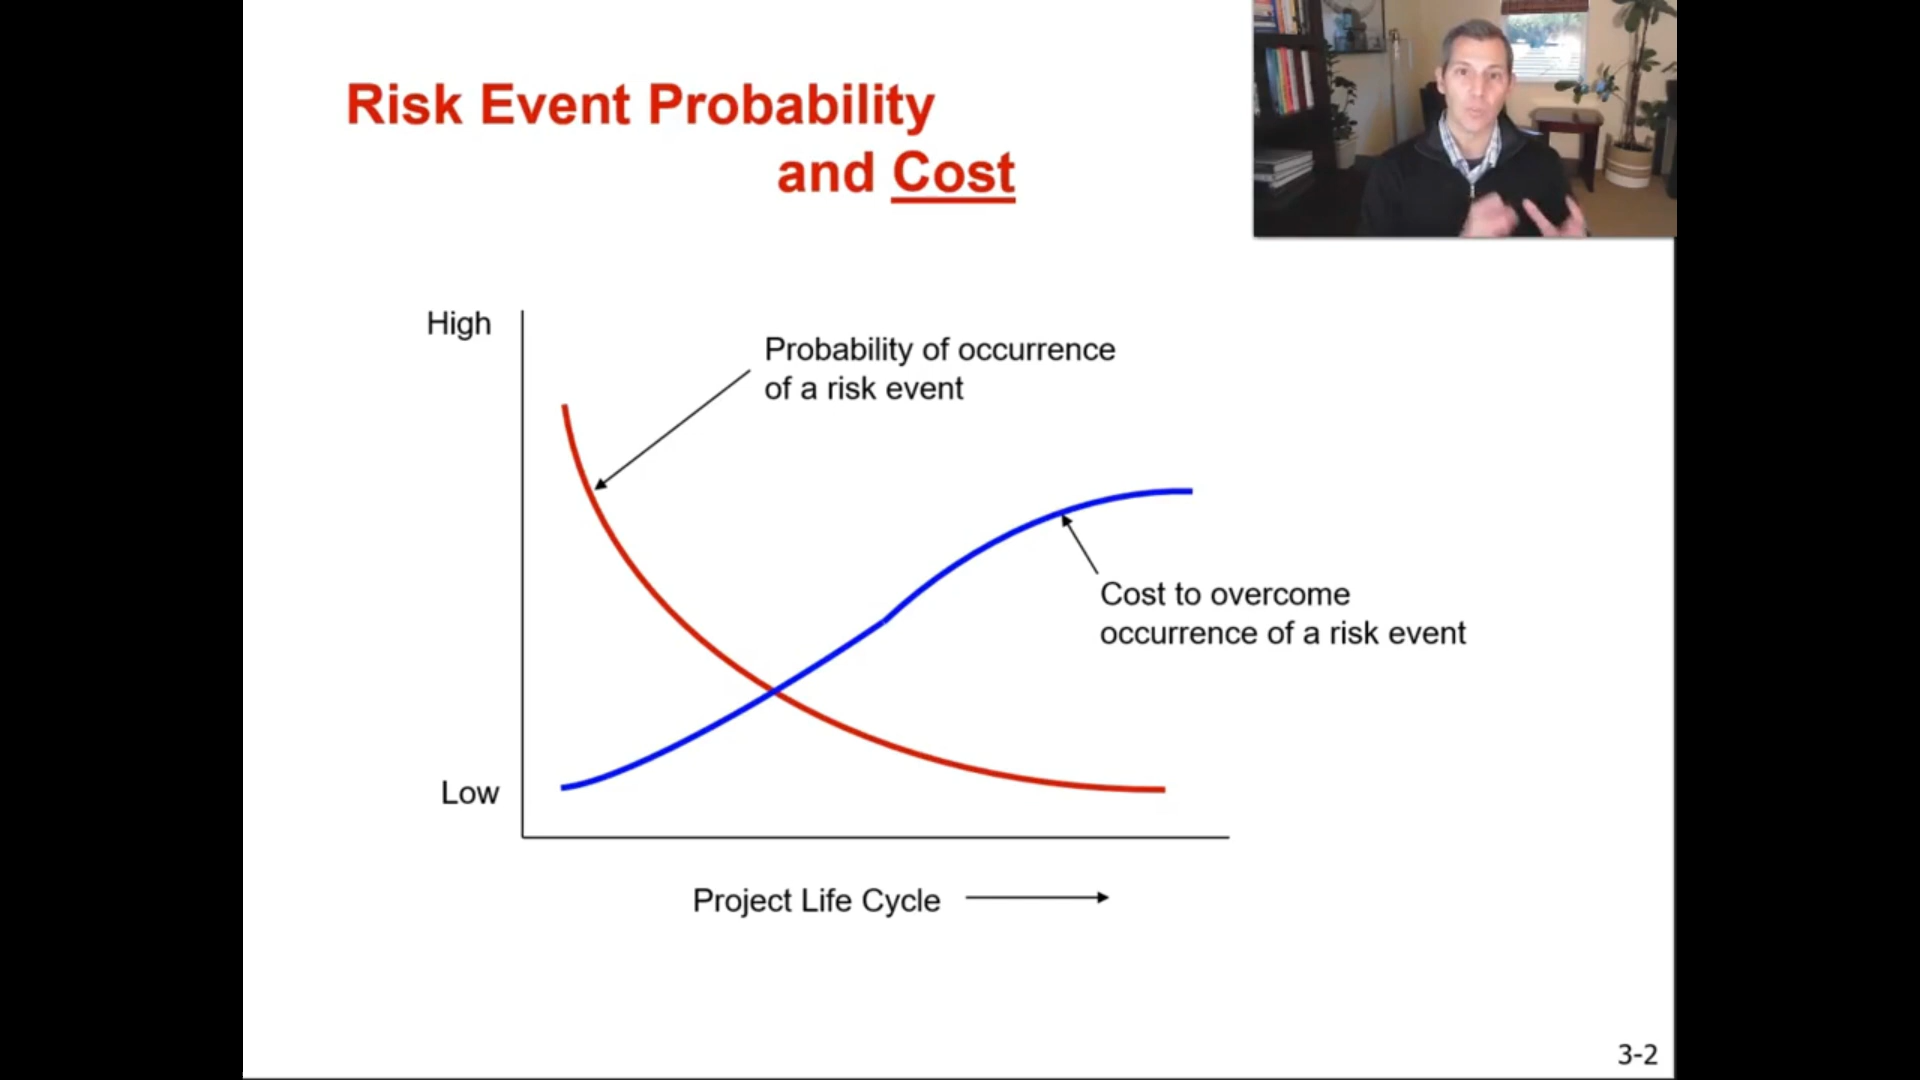 Risk Event Probability
and Cost
High
Probability of occurrence
of a risk event
Cost to overcome
occurrence of a risk event
Low
Project Life Cycle
3-2